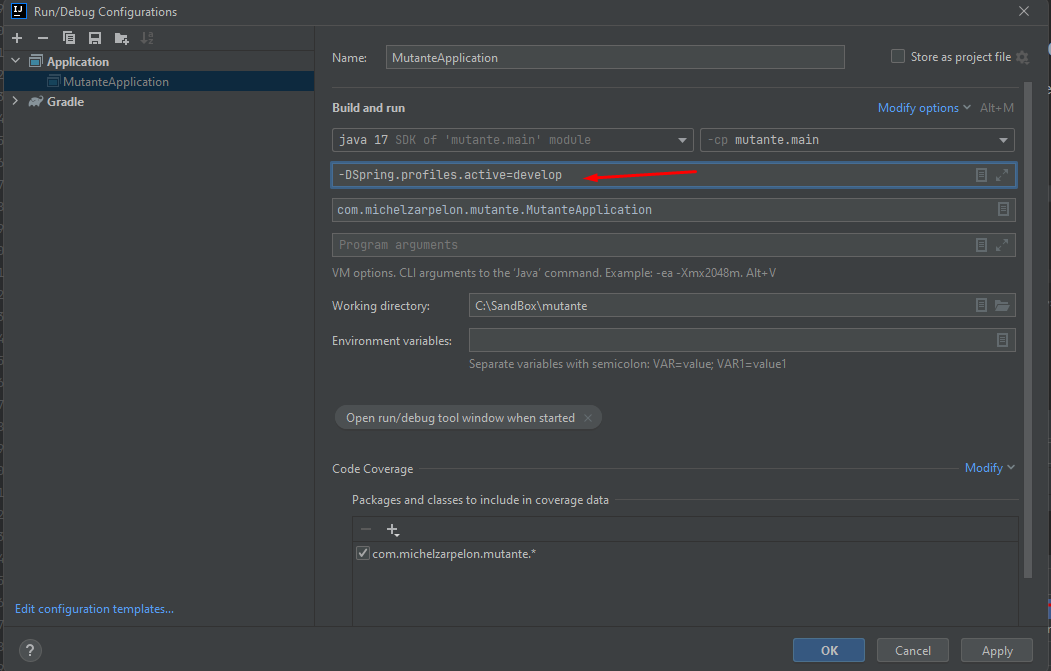 IJ Run/Debug Configurations
Application
MutanteApplication
Gradle
Name: MutanteApplication Store as project file
Build and run Modify options Alt+M
java 17 SDK of 'mutante.main' module -cp mutante.main
-DSpring.profiles.active=develop
com.michelzarpelon.mutante.MutanteApplication
Program arguments
VM options. CLI arguments to the 'Java' command. Example: -ea -Xmx2048m. Alt+V
Working directory: C:\SandBox\mutante
Environment variables:
Separate variables with semicolon: VAR=value; VAR1=value1
Open run/debug tool window when started
Code Coverage Modify
Packages and classes to include in coverage data
com.michelzarpelon.mutante.*
Edit configuration templates...
? OK Cancel Apply